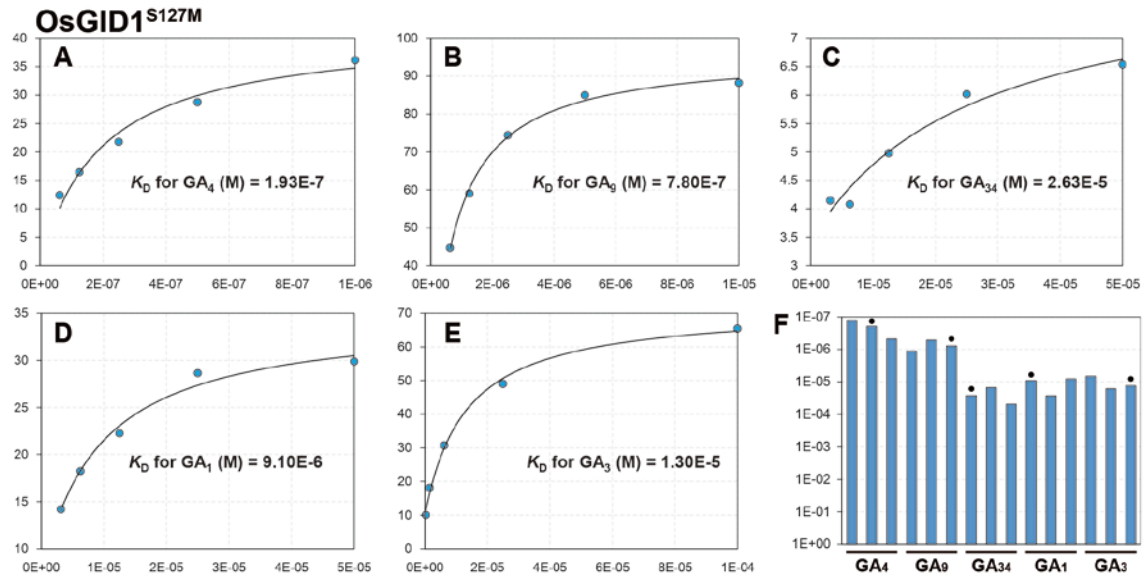 OsGID1S127M
A
40
35
30
25
20
15
10
5
0
KD for GA4 (M) = 1.93E-7
0E+00 2E-07 4E-07 6E-07 8E-07 1E-06
B
100
90
80
70
60
50
40
KD for GA9 (M) = 7.80E-7
0E+00 2E-06 4E-06 6E-06 8E-06 1E-05
C
7
6.5
6
5.5
5
4.5
4
3.5
3
KD for GA34 (M) = 2.63E-5
0E+00 1E-05 2E-05 3E-05 4E-05 5E-05
D
35
30
25
20
15
10
KD for GA1 (M) = 9.10E-6
0E+00 1E-05 2E-05 3E-05 4E-05 5E-05
E
70
60
50
40
30
20
10
0
KD for GA3 (M) = 1.30E-5
0E+00 2E-05 4E-05 6E-05 8E-05 1E-04
F
1E-07
1E-06
1E-05
1E-04
1E-03
1E-02
1E-01
1E+00
GA4 GA9 GA34 GA1 GA3